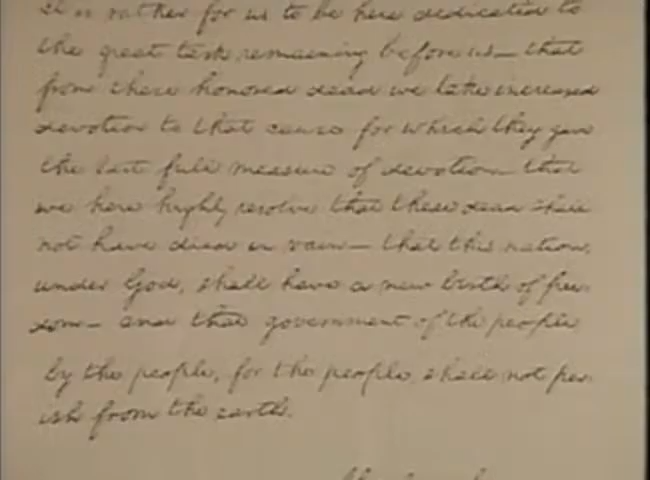 It is rather for us to be here dedicated to
the great task remaining before us — that
from these honored dead we take increased
devotion to that cause for which they gave
the last full measure of devotion — that
we here highly resolve that these dead shall
not have died in vain — that this nation,
under God, shall have a new birth of free-
dom — and that government of the people
by the people, for the people, shall not per-
ish from the earth.